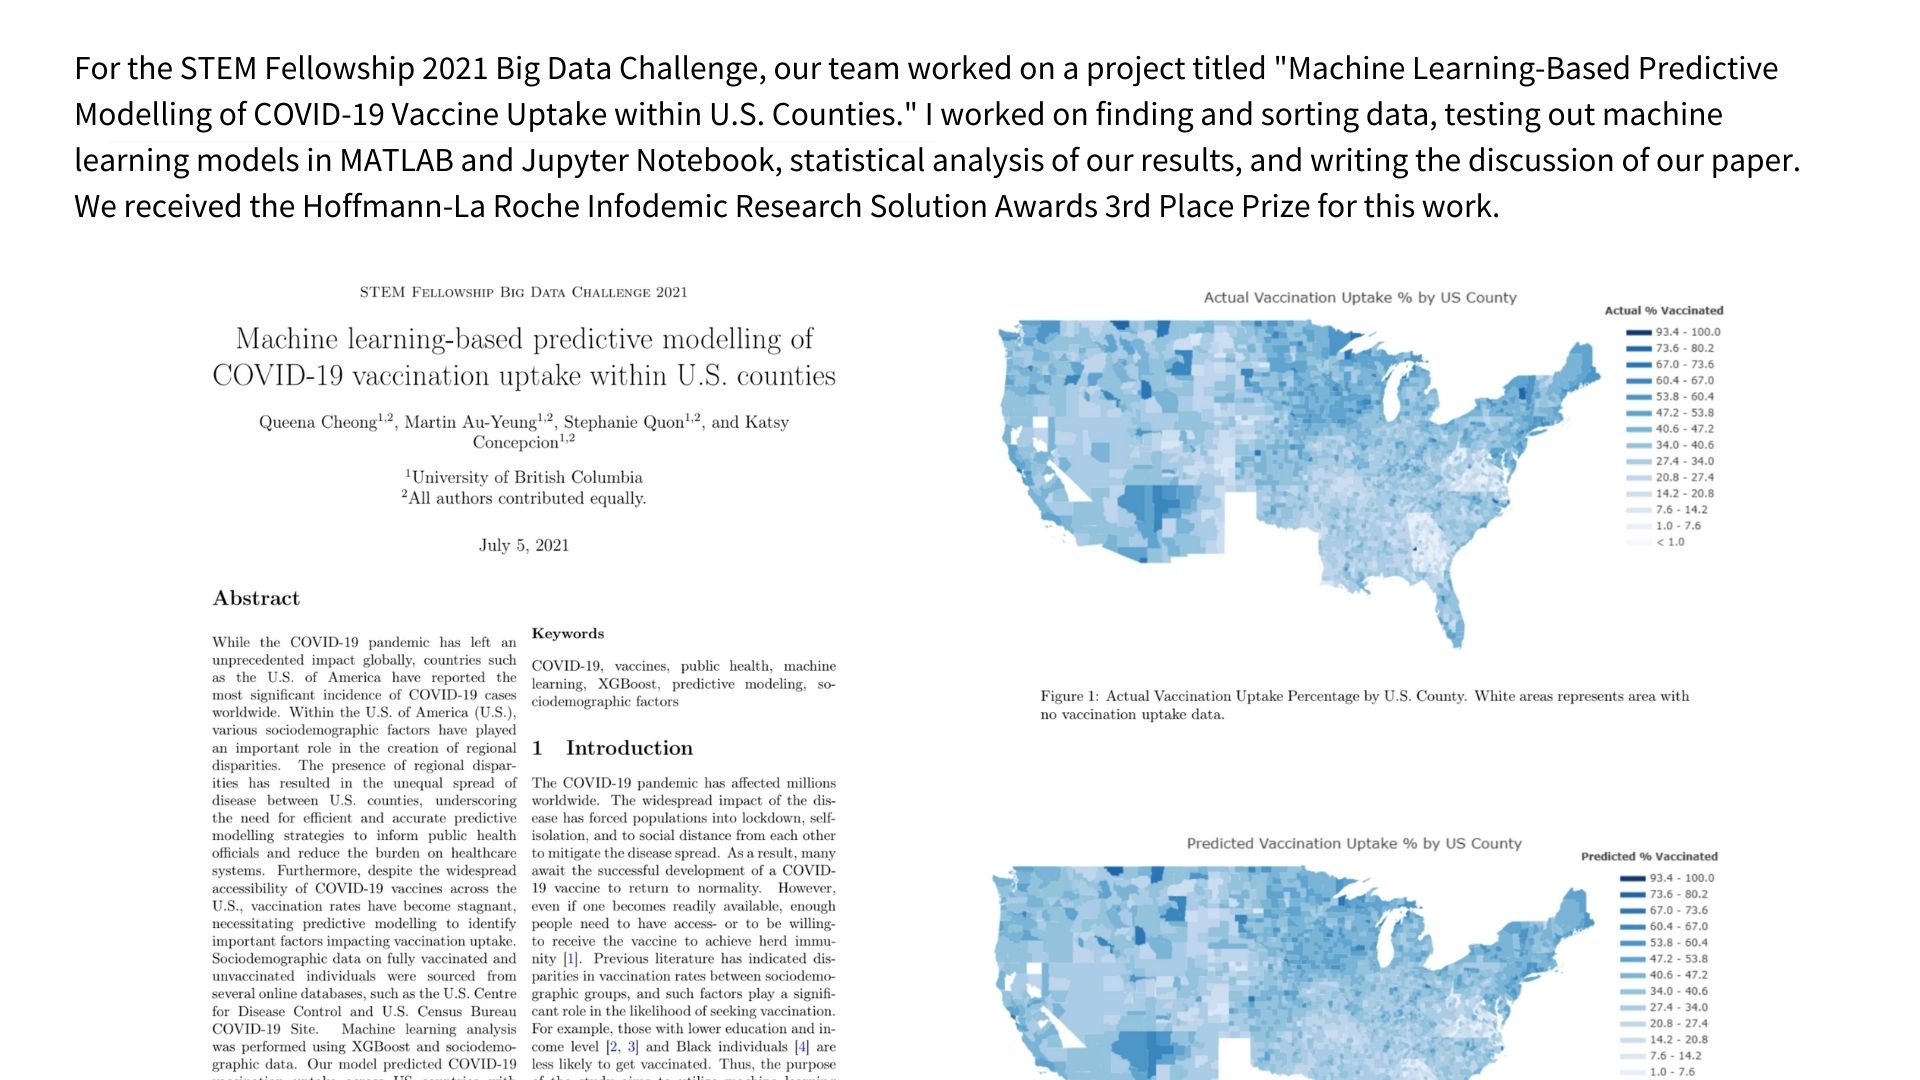 For the STEM Fellowship 2021 Big Data Challenge, our team worked on a project titled "Machine Learning-Based Predictive
Modelling of COVID-19 Vaccine Uptake within U.S. Counties." I worked on finding and sorting data, testing out machine
learning models in MATLAB and Jupyter Notebook, statistical analysis of our results, and writing the discussion of our paper.
We received the Hoffmann-La Roche Infodemic Research Solution Awards 3rd Place Prize for this work.
STEM Fellowship Big Data Challenge 2021
Machine learning-based predictive modelling of
COVID-19 vaccination uptake within U.S. counties
Queena Cheong1,2, Martin Au-Yeung1,2, Stephanie Quon1,2, and Katsy
Concepcion1,2
1University of British Columbia
2All authors contributed equally.
July 5, 2021
Abstract
While the COVID-19 pandemic has left an
unprecedented impact globally, countries such
as the U.S. of America have reported the
most significant incidence of COVID-19 cases
worldwide. Within the U.S. of America (U.S.),
various sociodemographic factors have played
an important role in the creation of regional
disparities. The presence of regional dispar-
ities has resulted in the unequal spread of
disease between U.S. counties, underscoring
the need for efficient and accurate predictive
modelling strategies to inform public health
officials and reduce the burden on healthcare
systems. Furthermore, despite the widespread
accessibility of COVID-19 vaccines across the
U.S., vaccination rates have become stagnant,
necessitating predictive modelling to identify
important factors impacting vaccination uptake.
Sociodemographic data on fully vaccinated and
unvaccinated individuals were sourced from
several online databases, such as the U.S. Centre
for Disease Control and U.S. Census Bureau
COVID-19 Site. Machine learning analysis
was performed using XGBoost and sociodemo-
graphic data. Our model predicted COVID-19
Keywords
COVID-19, vaccines, public health, machine
learning, XGBoost, predictive modeling, so-
ciodemographic factors
1 Introduction
The COVID-19 pandemic has affected millions
worldwide. The widespread impact of the dis-
ease has forced populations into lockdown, self-
isolation, and to social distance from each other
to mitigate the disease spread. As a result, many
await the successful development of a COVID-
19 vaccine to return to normality. However,
even if one becomes readily available, enough
people need to have access- or to be willing-
to receive the vaccine to achieve herd immu-
nity [1]. Previous literature has indicated dis-
parities in vaccination rates between sociodemo-
graphic groups, and such factors play a signifi-
cant role in the likelihood of seeking vaccination.
For example, those with lower education and in-
come level [2, 3] and Black individuals [4] are
less likely to get vaccinated. Thus, the purpose
Actual Vaccination Uptake % by US County
Actual % Vaccinated
93.4 - 100.0
73.6 - 80.2
67.0 - 73.6
60.4 - 67.0
53.8 - 60.4
47.2 - 53.8
40.6 - 47.2
34.0 - 40.6
27.4 - 34.0
20.8 - 27.4
14.2 - 20.8
7.6 - 14.2
1.0 - 7.6
< 1.0
Figure 1: Actual Vaccination Uptake Percentage by U.S. County. White areas represents area with
no vaccination uptake data.
Predicted Vaccination Uptake % by US County
Predicted % Vaccinated
93.4 - 100.0
73.6 - 80.2
67.0 - 73.6
60.4 - 67.0
53.8 - 60.4
47.2 - 53.8
40.6 - 47.2
34.0 - 40.6
27.4 - 34.0
20.8 - 27.4
14.2 - 20.8
7.6 - 14.2
1.0 - 7.6